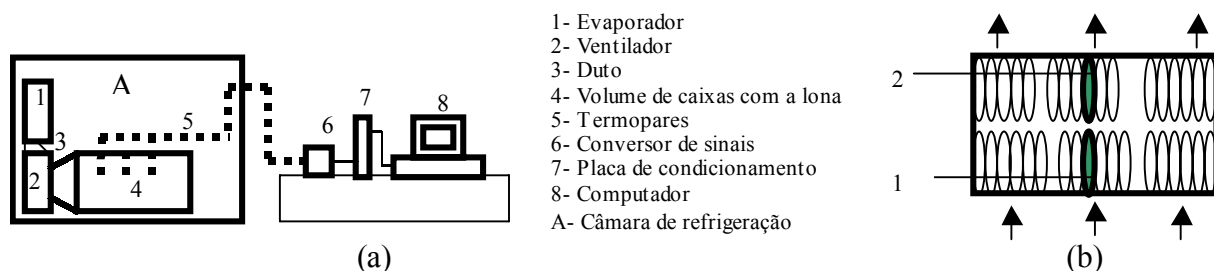 A
1
2
3
4
5
6
7
8
(a)
1- Evaporador
2- Ventilador
3- Duto
4- Volume de caixas com a lona
5- Termopares
6- Conversor de sinais
7- Placa de condicionamento
8- Computador
A- Câmara de refrigeração
2
1
(b)